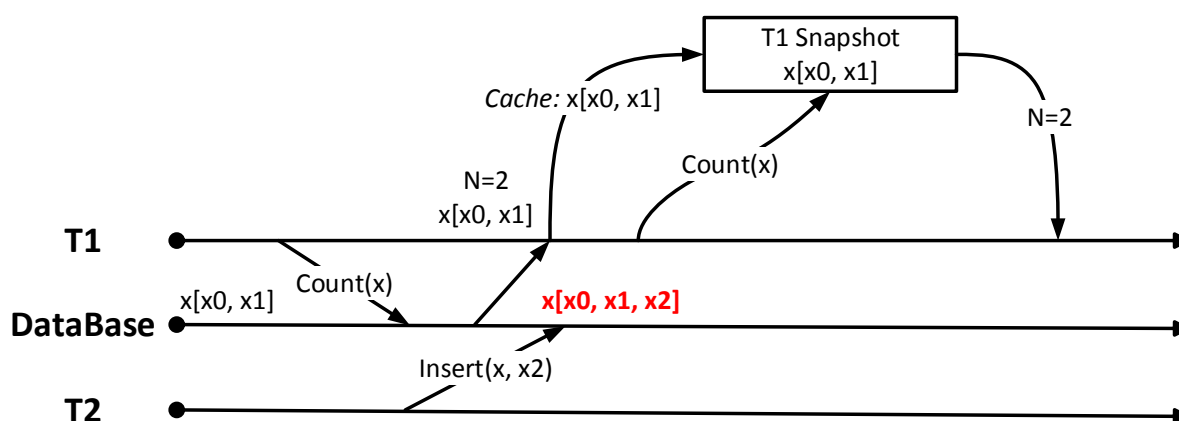 T1 Snapshot
x[x0, x1]
Cache: x[x0, x1]
N=2
Count(x)
N=2
x[x0, x1]
T1
Count(x)
x[x0, x1]
x[x0, x1, x2]
DataBase
Insert(x, x2)
T2